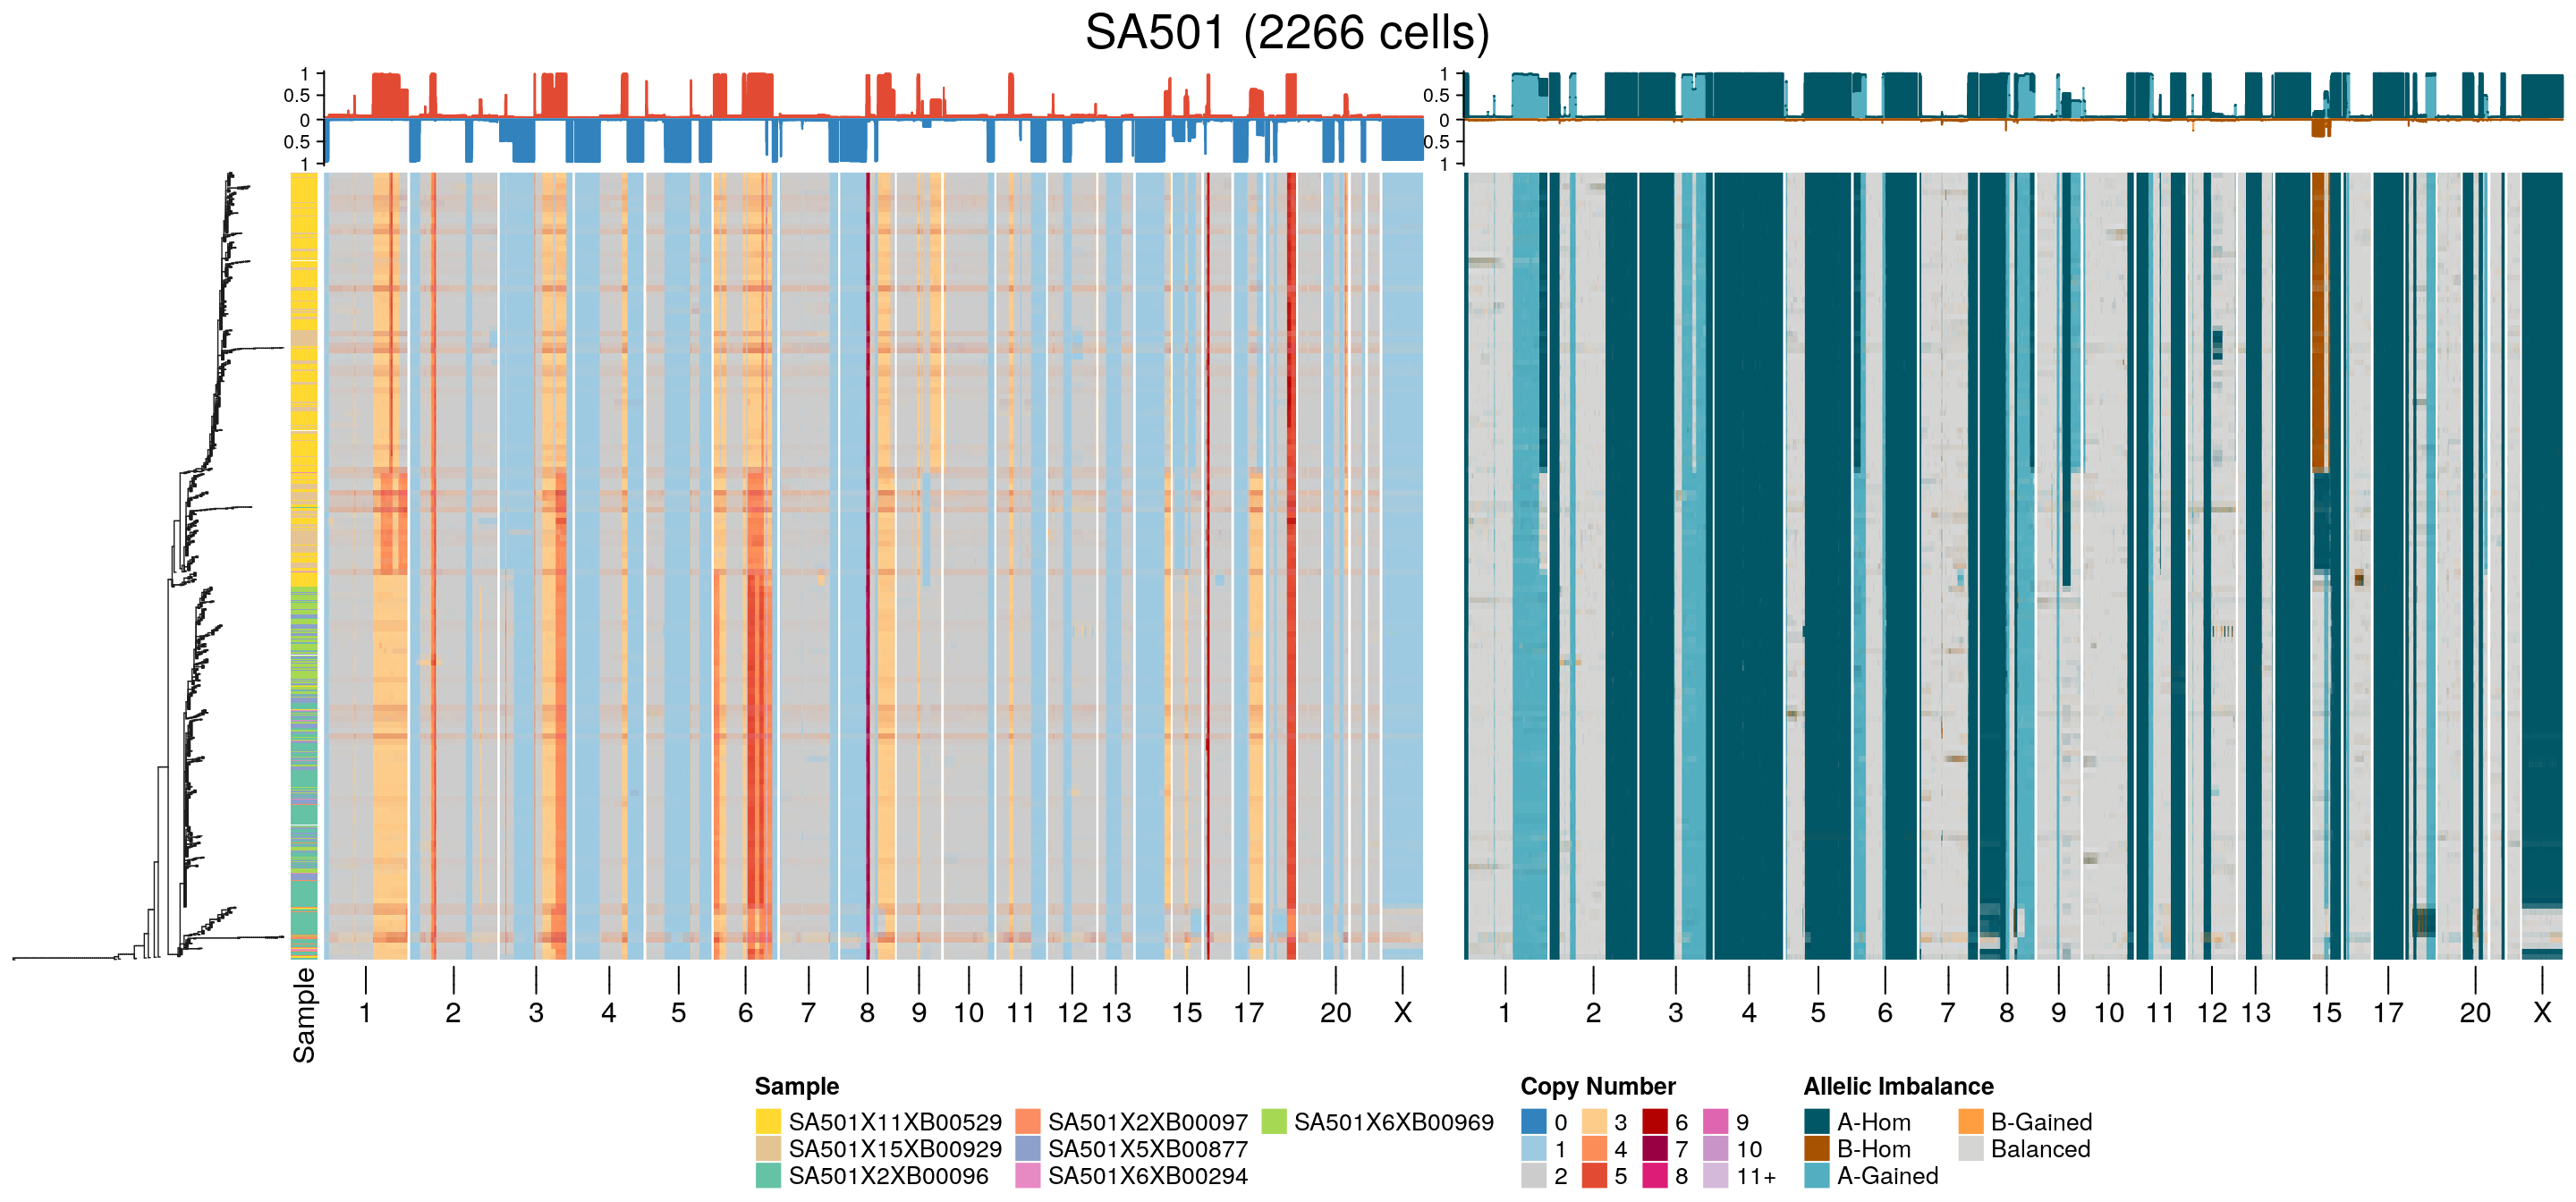 SA501 (2266 cells)
1
0.5
0
0.5
1
1
0.5
0
0.5
1
Sample
1 2 3 4 5 6 7 8 9 10 11 12 13 15 17 20 X
1 2 3 4 5 6 7 8 9 10 11 12 13 15 17 20 X
Sample
SA501X11XB00529
SA501X15XB00929
SA501X2XB00096
SA501X2XB00097
SA501X5XB00877
SA501X6XB00294
SA501X6XB00969
Copy Number
0
1
2
3
4
5
6
7
8
9
10
11+
Allelic Imbalance
A-Hom
B-Hom
A-Gained
B-Gained
Balanced